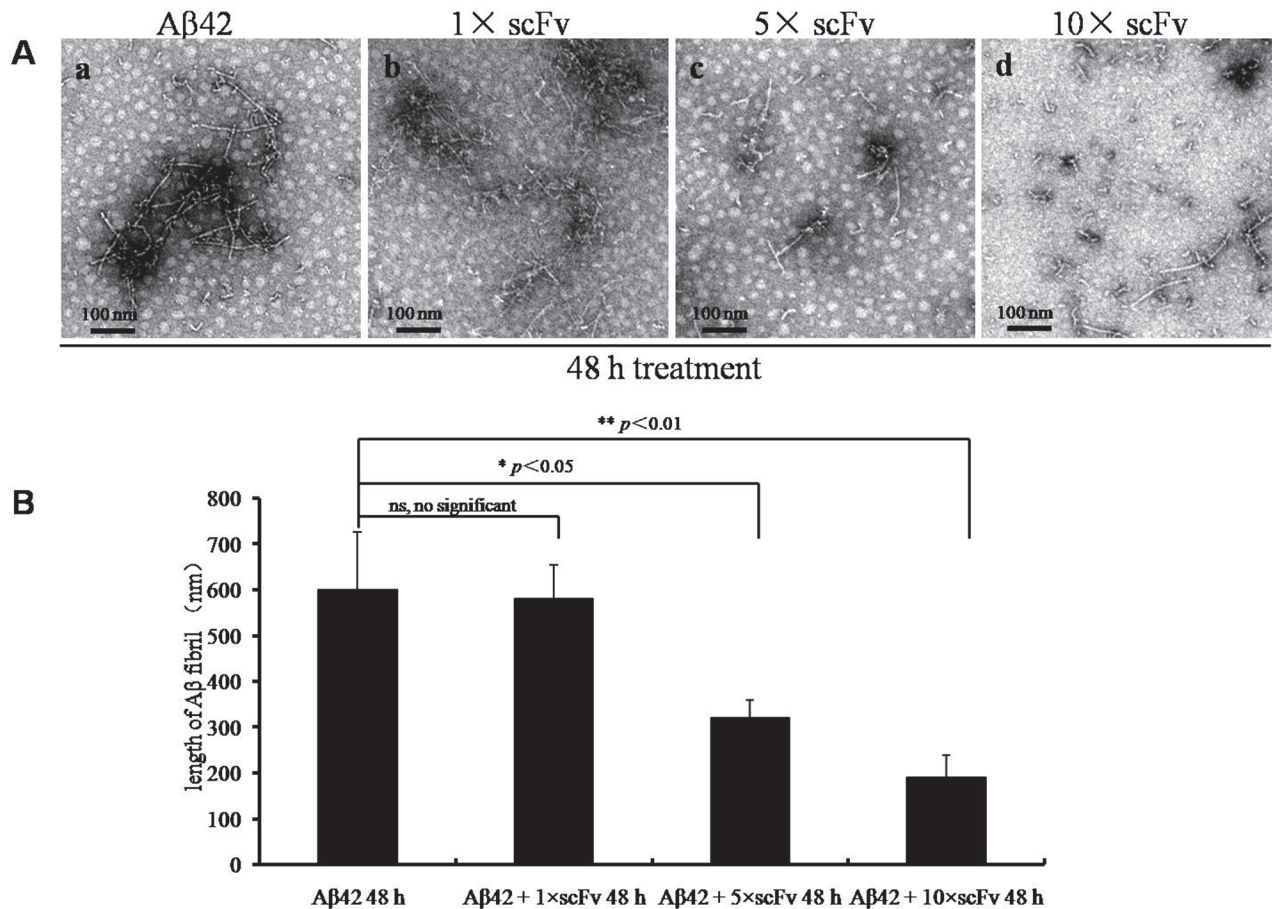 Aβ42 1× scFv 5× scFv 10× scFv
A
a b c d
100 nm 100 nm 100 nm 100 nm
48 h treatment
** p<0.01
* p<0.05
B
ns, no significant
length of Aβ fibril (nm)
800
700
600
500
400
300
200
100
0
Aβ42 48 h Aβ42 + 1×scFv 48 h Aβ42 + 5×scFv 48 h Aβ42 + 10×scFv 48 h